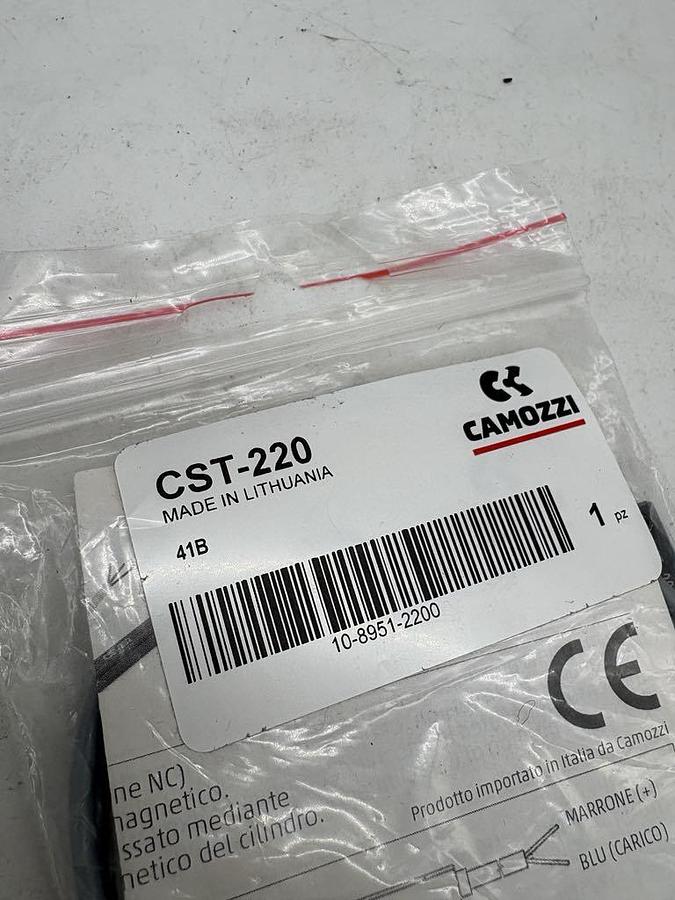 CAMOZZI
CST-220
MADE IN LITHUANIA
41B
1 pz
10-8951-2200
CE
Prodotto importato in Italia da Camozzi
ne NC)
nagnetico.
ssato mediante
netico del cilindro.
MARRONE (+)
BLU (CARICO)